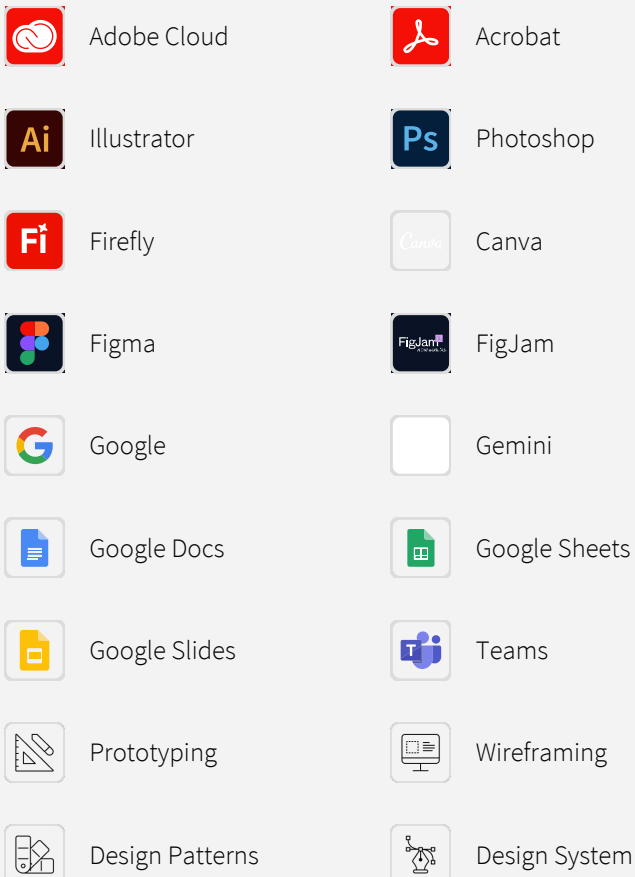 Adobe Cloud
Acrobat
Ai
Illustrator
Ps
Photoshop
Fi
Firefly
Canva
Canva
Figma
FigJam
FigJam
Google
Gemini
Google Docs
Google Sheets
Google Slides
T
Teams
Prototyping
Wireframing
Design Patterns
Design System